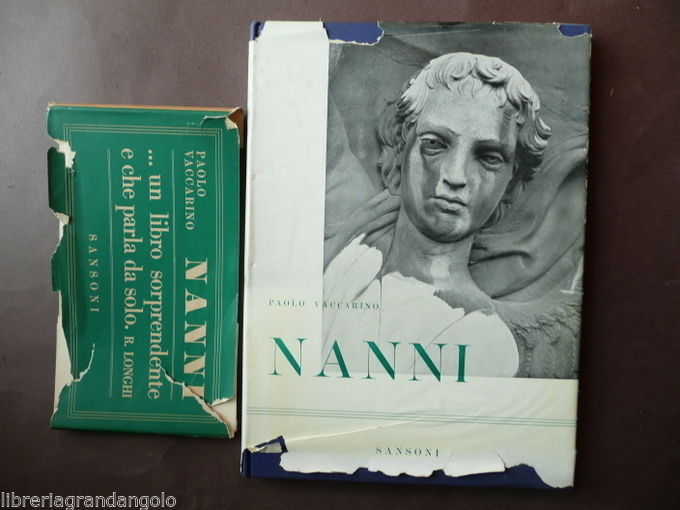 PAOLO
VACCARINO
NANNI
... un libro sorprendente
e che parla da solo. R. LONGHI
SANSONI
PAOLO VACCARINO
NANNI
SANSONI
libreriagrandangolo